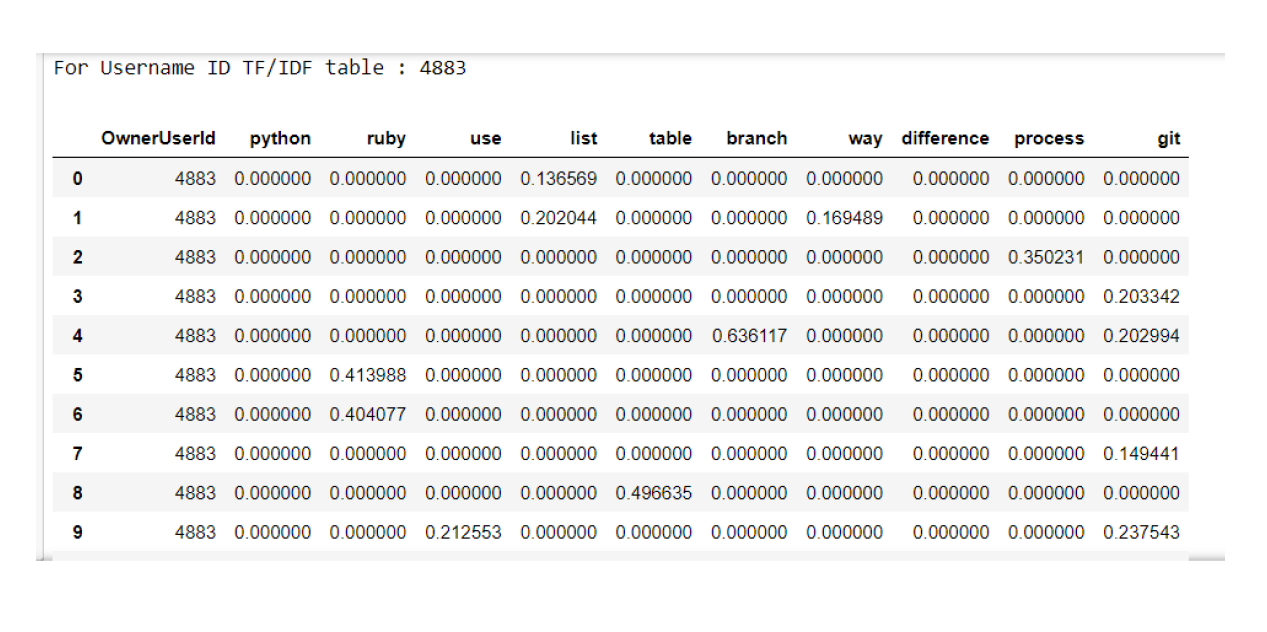 For Username ID TF/IDF table : 4883
OwnerUserId python ruby use list table branch way difference process git
0 4883 0.000000 0.000000 0.000000 0.136569 0.000000 0.000000 0.000000 0.000000 0.000000 0.000000
1 4883 0.000000 0.000000 0.000000 0.202044 0.000000 0.000000 0.169489 0.000000 0.000000 0.000000
2 4883 0.000000 0.000000 0.000000 0.000000 0.000000 0.000000 0.000000 0.000000 0.350231 0.000000
3 4883 0.000000 0.000000 0.000000 0.000000 0.000000 0.000000 0.000000 0.000000 0.000000 0.203342
4 4883 0.000000 0.000000 0.000000 0.000000 0.000000 0.636117 0.000000 0.000000 0.000000 0.202994
5 4883 0.000000 0.413988 0.000000 0.000000 0.000000 0.000000 0.000000 0.000000 0.000000 0.000000
6 4883 0.000000 0.404077 0.000000 0.000000 0.000000 0.000000 0.000000 0.000000 0.000000 0.000000
7 4883 0.000000 0.000000 0.000000 0.000000 0.000000 0.000000 0.000000 0.000000 0.000000 0.149441
8 4883 0.000000 0.000000 0.000000 0.000000 0.496635 0.000000 0.000000 0.000000 0.000000 0.000000
9 4883 0.000000 0.000000 0.212553 0.000000 0.000000 0.000000 0.000000 0.000000 0.000000 0.237543